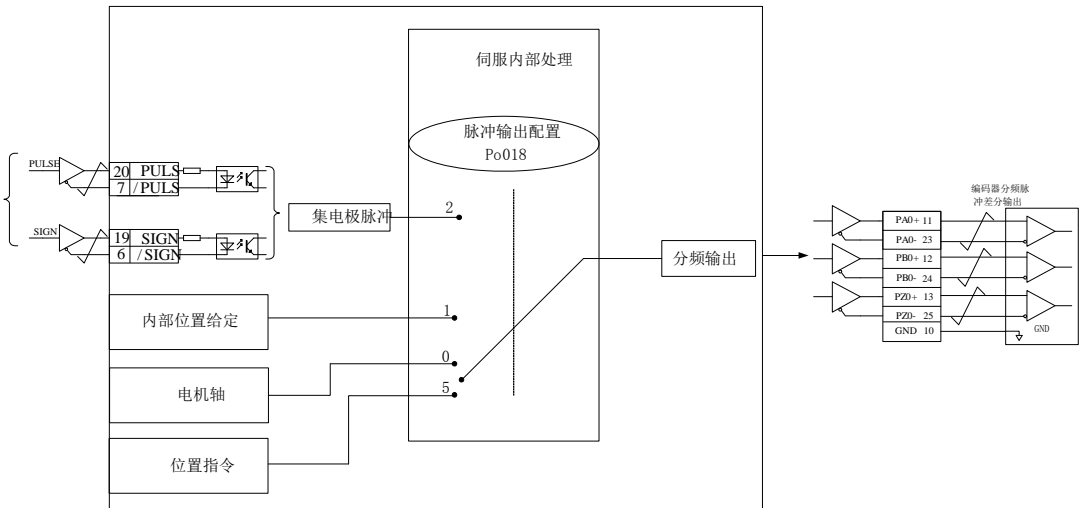 伺服内部处理
脉冲输出配置
Po018
PULSE
20 PULS
7 /PULS
SIGN
19 SIGN
6 /SIGN
集电极脉冲
2
内部位置给定
1
电机轴
0
5
位置指令
分频输出
编码器分频脉
冲差分输出
PA0+ 11
PA0- 23
PB0+ 12
PB0- 24
PZ0+ 13
PZ0- 25
GND 10
GND